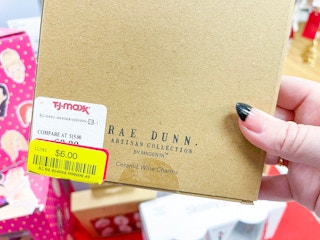 T.J.maxx
COMPARE AT $15.00
$6.00
RAE DUNN.
ARTISAN COLLECTION
BY MAGENTA
Ceramic Wine Charms